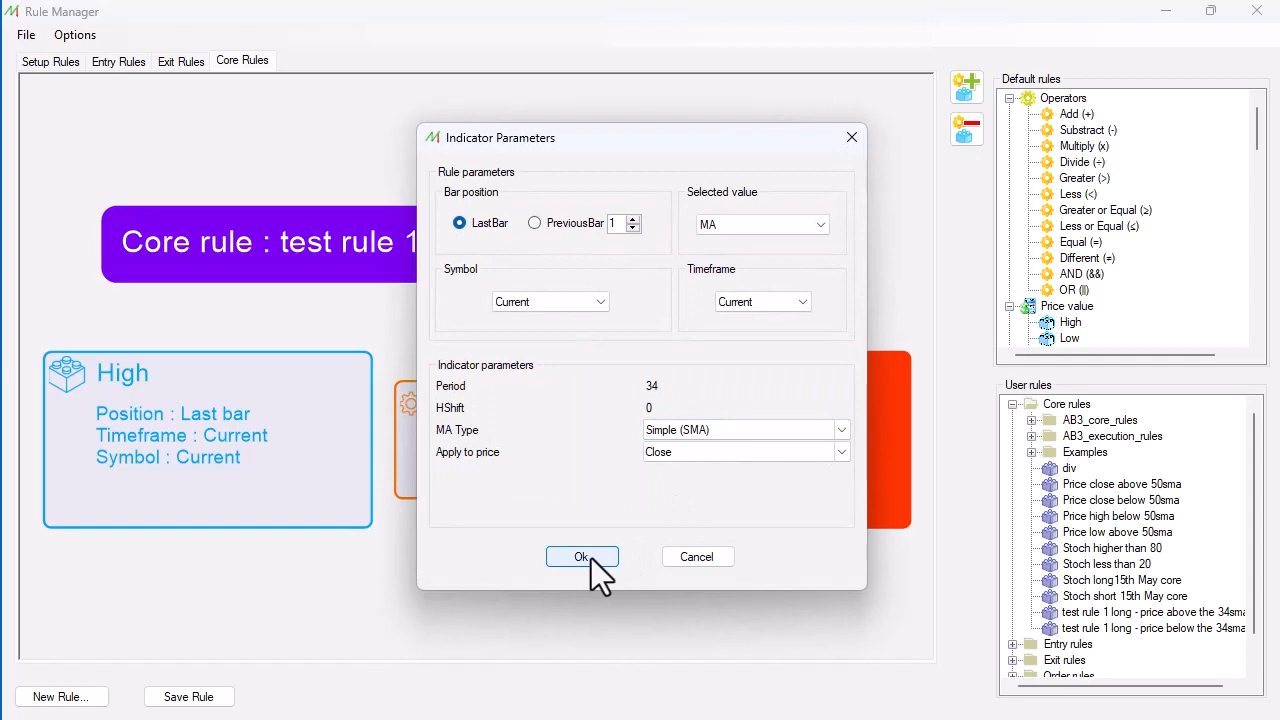 Rule Manager
File Options
Setup Rules Entry Rules Exit Rules Core Rules
Core rule : test rule 1
High
Position : Last bar
Timeframe : Current
Symbol : Current
New Rule... Save Rule
Indicator Parameters
Rule parameters
Bar position
LastBar PreviousBar 1
Selected value
MA
Symbol
Current
Timeframe
Current
Indicator parameters
Period 34
HShift 0
MA Type Simple (SMA)
Apply to price Close
Ok Cancel
Default rules
Operators
Add (+)
Substract (-)
Multiply (x)
Divide (÷)
Greater (>)
Less (<)
Greater or Equal (≥)
Less or Equal (≤)
Equal (=)
Different (≠)
AND (&&)
OR (||)
Price value
High
Low
User rules
Core rules
AB3_core_rules
AB3_execution_rules
Examples
div
Price close above 50sma
Price close below 50sma
Price high below 50sma
Price low above 50sma
Stoch higher than 80
Stoch less than 20
Stoch long15th May core
Stoch short 15th May core
test rule 1 long - price above the 34sma
test rule 1 long - price below the 34sma
Entry rules
Exit rules
Order rules